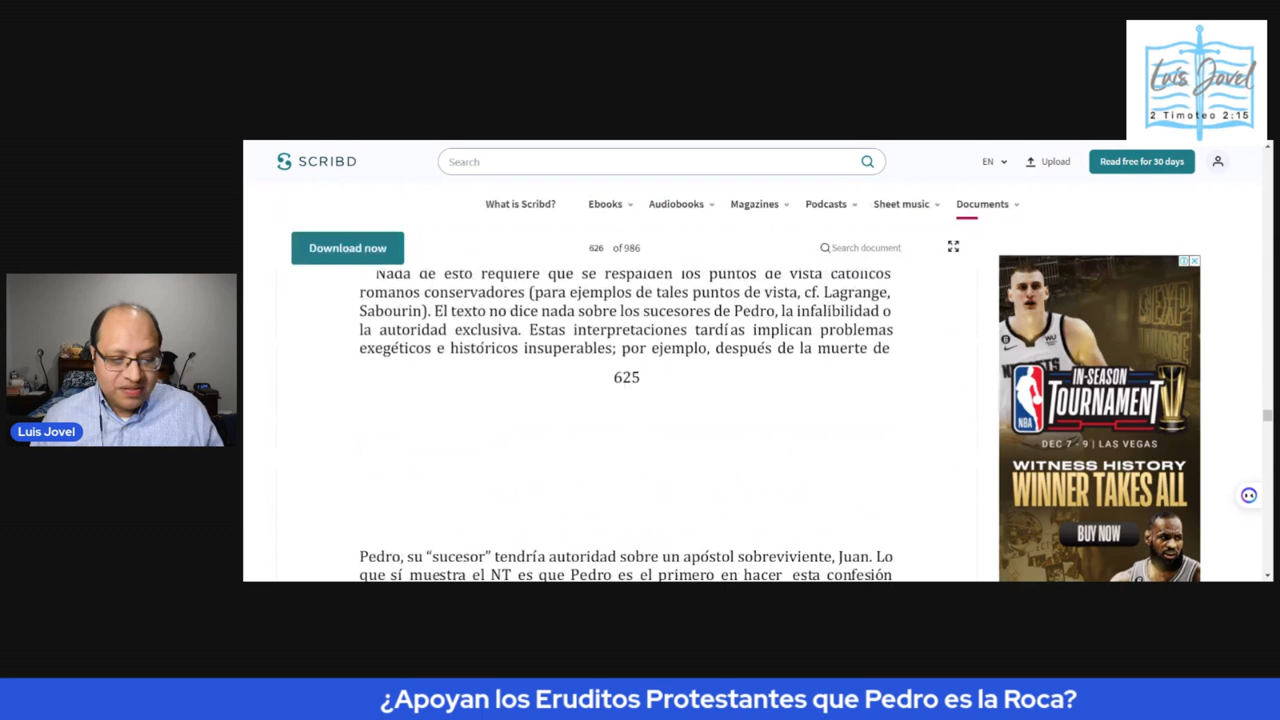 Luis Jovel
2 Timoteo 2:15
SCRIBD
Search
EN
Upload
Read free for 30 days
What is Scribd?
Ebooks
Audiobooks
Magazines
Podcasts
Sheet music
Documents
Download now
626 of 986
Search document
Nada de esto requiere que se respalden los puntos de vista católicos
romanos conservadores (para ejemplos de tales puntos de vista, cf. Lagrange,
Sabourin). El texto no dice nada sobre los sucesores de Pedro, la infalibilidad o
la autoridad exclusiva. Estas interpretaciones tardías implican problemas
exegéticos e históricos insuperables; por ejemplo, después de la muerte de
625
Pedro, su “sucesor” tendría autoridad sobre un apóstol sobreviviente, Juan. Lo
que sí muestra el NT es que Pedro es el primero en hacer esta confesión
NBA
IN-SEASON
TOURNAMENT
DEC 7 - 9 | LAS VEGAS
WITNESS HISTORY
WINNER TAKES ALL
BUY NOW
Luis Jovel
¿Apoyan los Eruditos Protestantes que Pedro es la Roca?